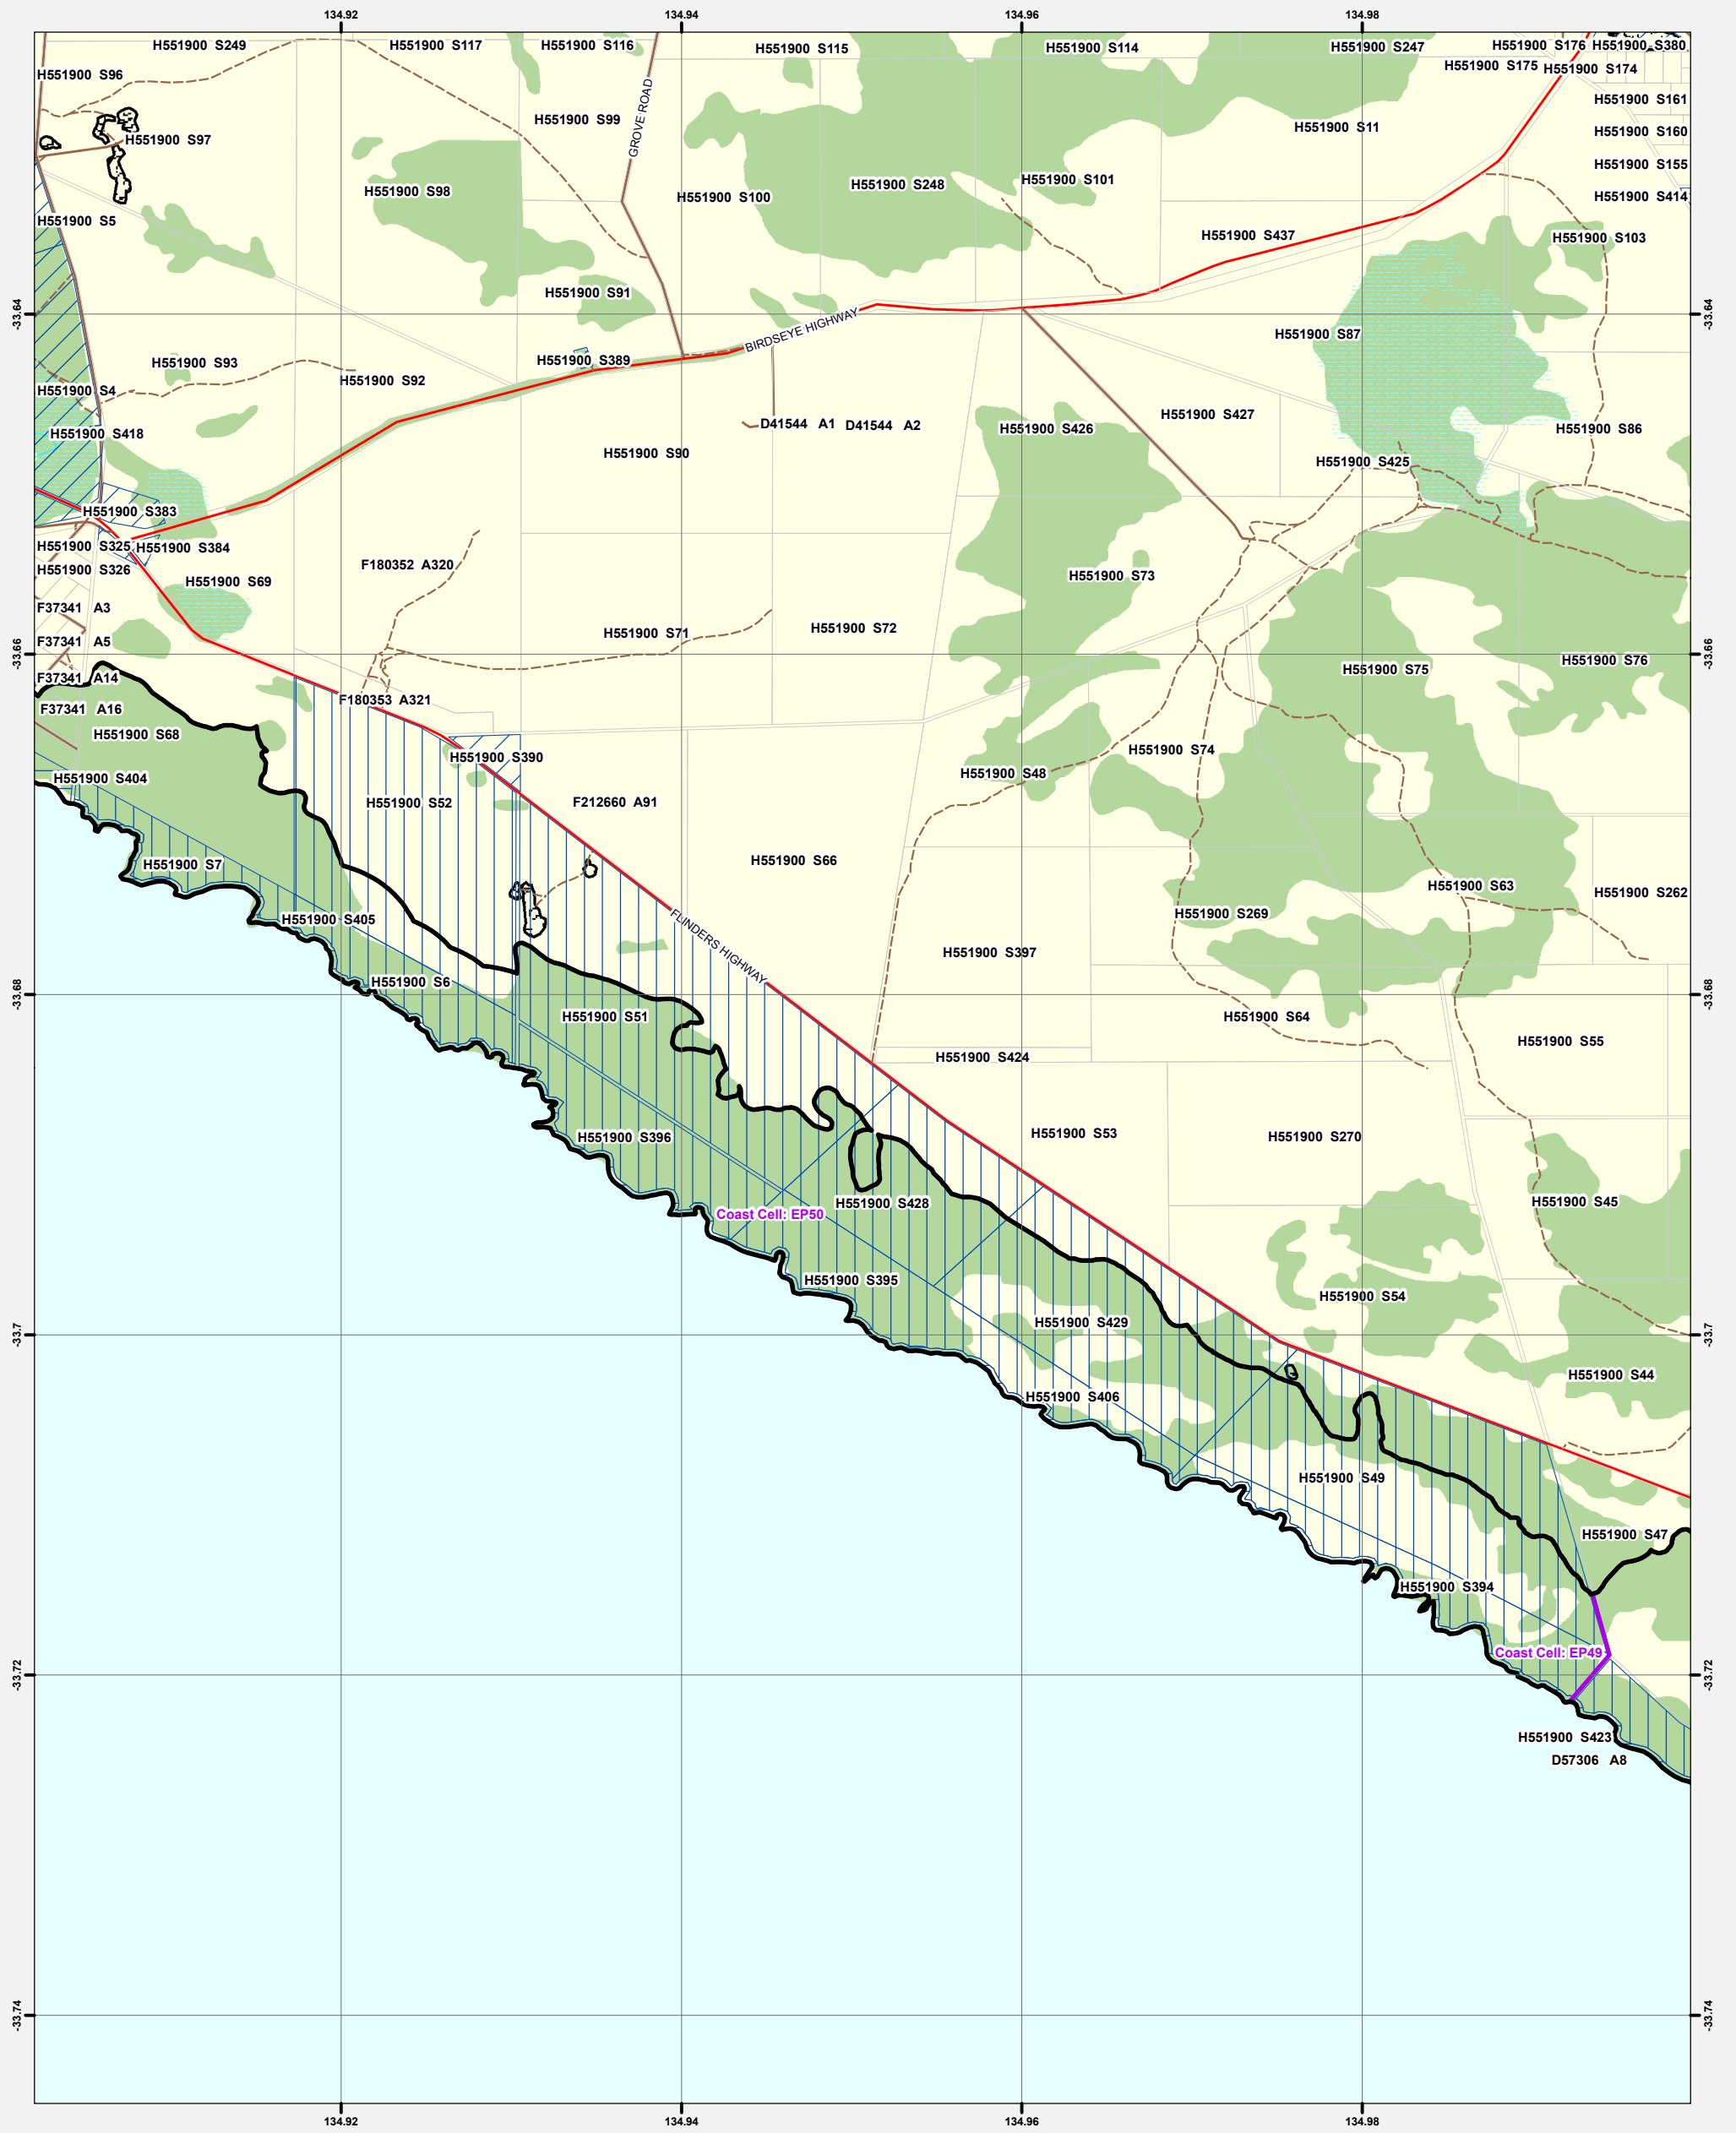 134.92 134.94 134.96 134.98
H551900 S249 H551900 S117 H551900 S116 H551900 S115 H551900 S114 H551900 S247 H551900 S176 H551900 S380
H551900 S96 H551900 S175 H551900 S174
H551900 S161
GROVE ROAD
H551900 S99 H551900 S11 H551900 S160
H551900 S97
H551900 S155
H551900 S98 H551900 S100 H551900 S248 H551900 S101 H551900 S414
H551900 S5 H551900 S437 H551900 S103
H551900 S91
-33.64 -33.64
BIRDSEYE HIGHWAY
H551900 S87
H551900 S93 H551900 S389
H551900 S92
H551900 S4
H551900 S427
D41544 A1 D41544 A2 H551900 S426 H551900 S86
H551900 S418
H551900 S90 H551900 S425
H551900 S383
H551900 S325 H551900 S384
H551900 S326 F180352 A320 H551900 S73
H551900 S69
F37341 A3
H551900 S71 H551900 S72
F37341 A5
-33.66 -33.66
H551900 S76
F37341 A14 H551900 S75
F180353 A321
F37341 A16
H551900 S68 H551900 S74
H551900 S390
H551900 S404 H551900 S48
H551900 S52 F212660 A91
H551900 S7 H551900 S66
H551900 S63 H551900 S262
H551900 S405 H551900 S269
FLINDERS HIGHWAY
H551900 S397
H551900 S6
-33.68 -33.68
H551900 S51 H551900 S64
H551900 S424 H551900 S55
H551900 S396 H551900 S53 H551900 S270
H551900 S428 H551900 S45
Coast Cell: EP50
H551900 S395
H551900 S54
H551900 S429
-33.7 -33.7
H551900 S44
H551900 S406
H551900 S49
H551900 S47
H551900 S394
Coast Cell: EP49
-33.72 -33.72
H551900 S423
D57306 A8
-33.74 -33.74
134.92 134.94 134.96 134.98